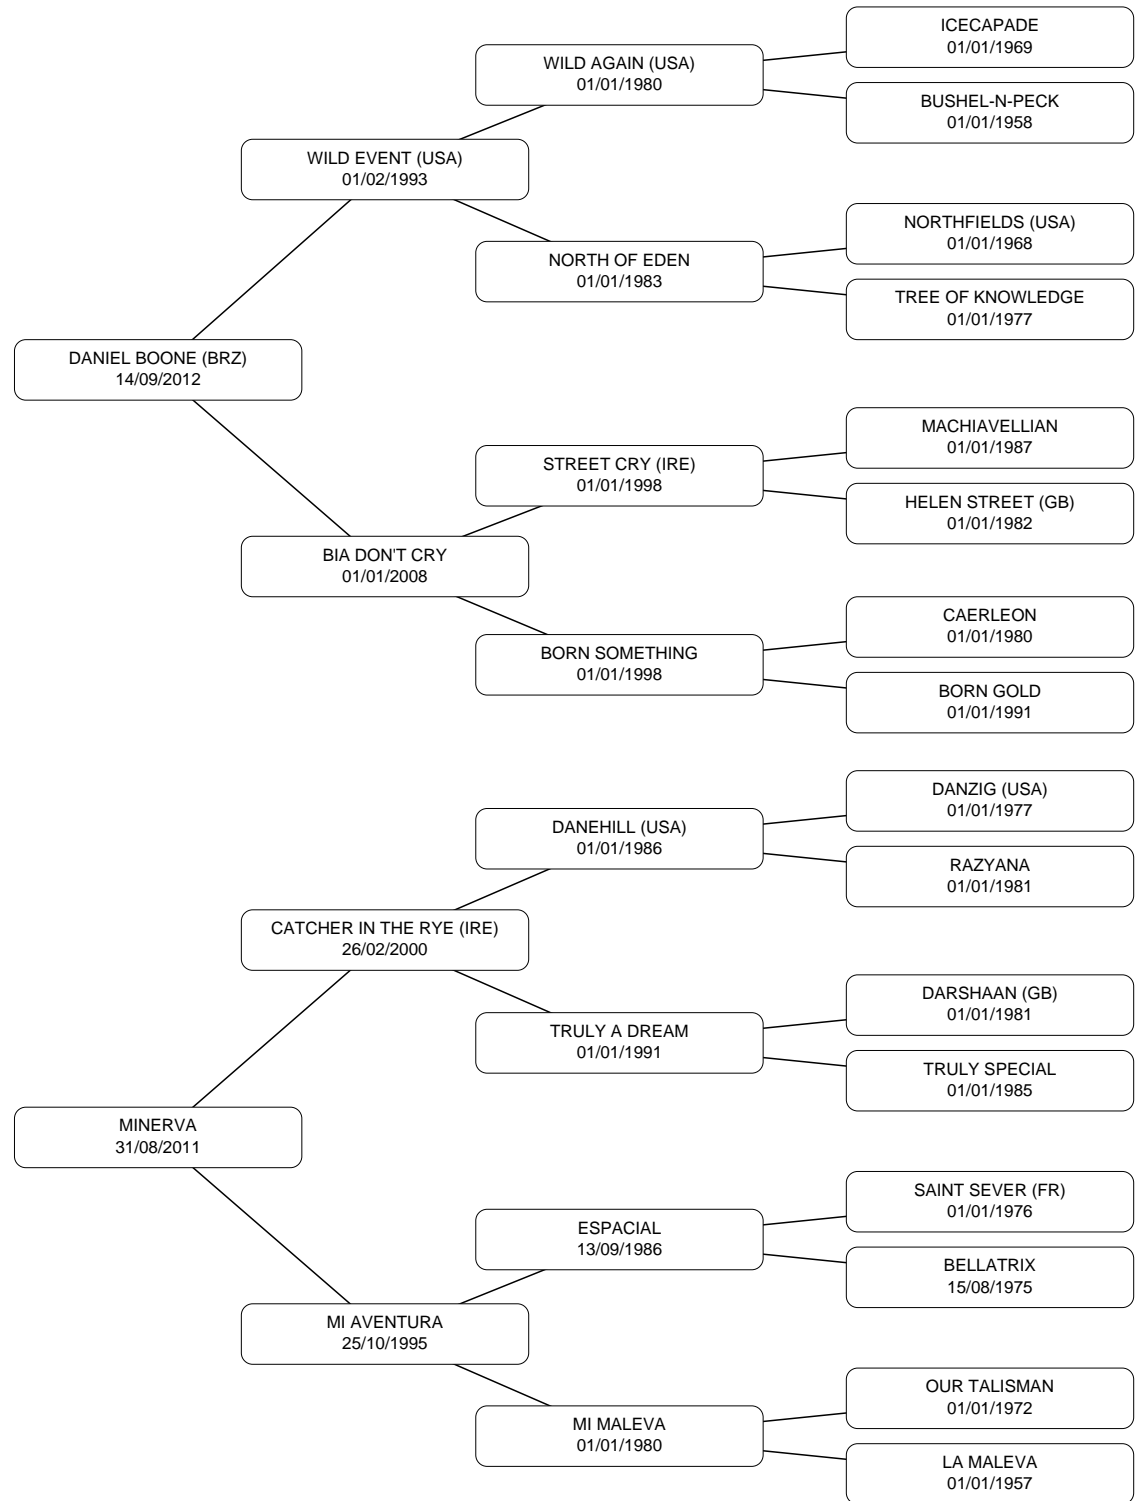 ICECAPADE
01/01/1969
WILD AGAIN (USA)
01/01/1980
BUSHEL-N-PECK
01/01/1958
WILD EVENT (USA)
01/02/1993
NORTHFIELDS (USA)
01/01/1968
NORTH OF EDEN
01/01/1983
TREE OF KNOWLEDGE
01/01/1977
DANIEL BOONE (BRZ)
14/09/2012
MACHIAVELLIAN
01/01/1987
STREET CRY (IRE)
01/01/1998
HELEN STREET (GB)
01/01/1982
BIA DON'T CRY
01/01/2008
CAERLEON
01/01/1980
BORN SOMETHING
01/01/1998
BORN GOLD
01/01/1991
DANZIG (USA)
01/01/1977
DANEHILL (USA)
01/01/1986
RAZYANA
01/01/1981
CATCHER IN THE RYE (IRE)
26/02/2000
DARSHAAN (GB)
01/01/1981
TRULY A DREAM
01/01/1991
TRULY SPECIAL
01/01/1985
MINERVA
31/08/2011
SAINT SEVER (FR)
01/01/1976
ESPACIAL
13/09/1986
BELLATRIX
15/08/1975
MI AVENTURA
25/10/1995
OUR TALISMAN
01/01/1972
MI MALEVA
01/01/1980
LA MALEVA
01/01/1957